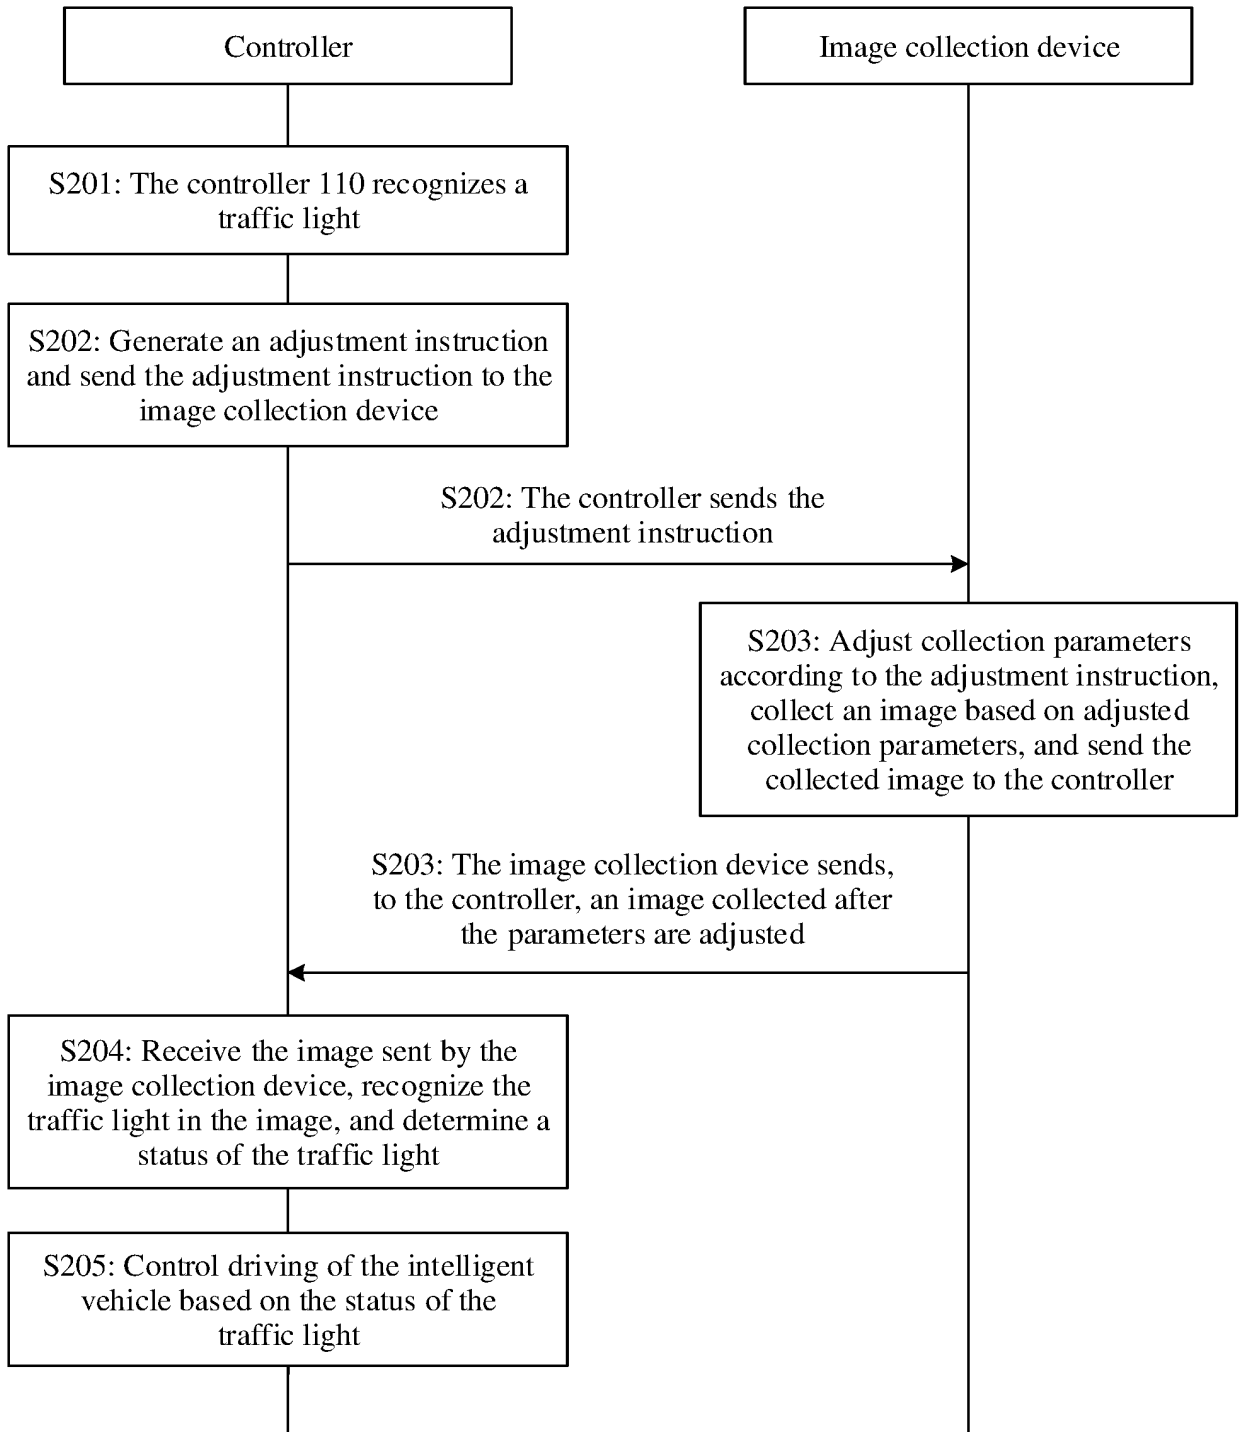 Controller
Image collection device
S201: The controller 110 recognizes a
traffic light
S202: Generate an adjustment instruction
and send the adjustment instruction to the
image collection device
S202: The controller sends the
adjustment instruction
S203: Adjust collection parameters
according to the adjustment instruction,
collect an image based on adjusted
collection parameters, and send the
collected image to the controller
S203: The image collection device sends,
to the controller, an image collected after
the parameters are adjusted
S204: Receive the image sent by the
image collection device, recognize the
traffic light in the image, and determine a
status of the traffic light
S205: Control driving of the intelligent
vehicle based on the status of the
traffic light